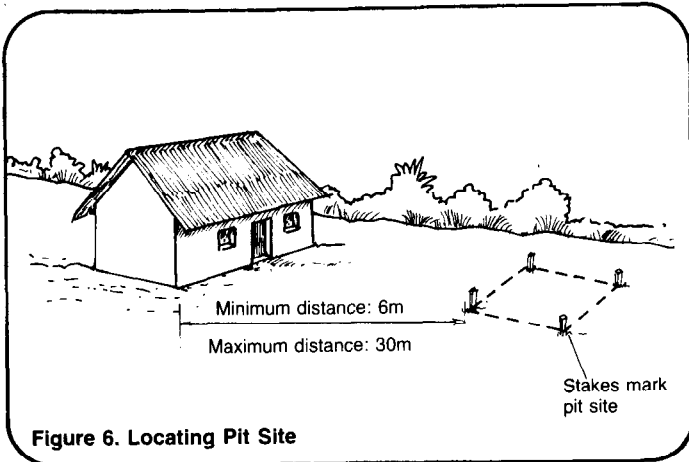 Minimum distance: 6m
Maximum distance: 30m
Stakes mark
pit site
Figure 6. Locating Pit Site